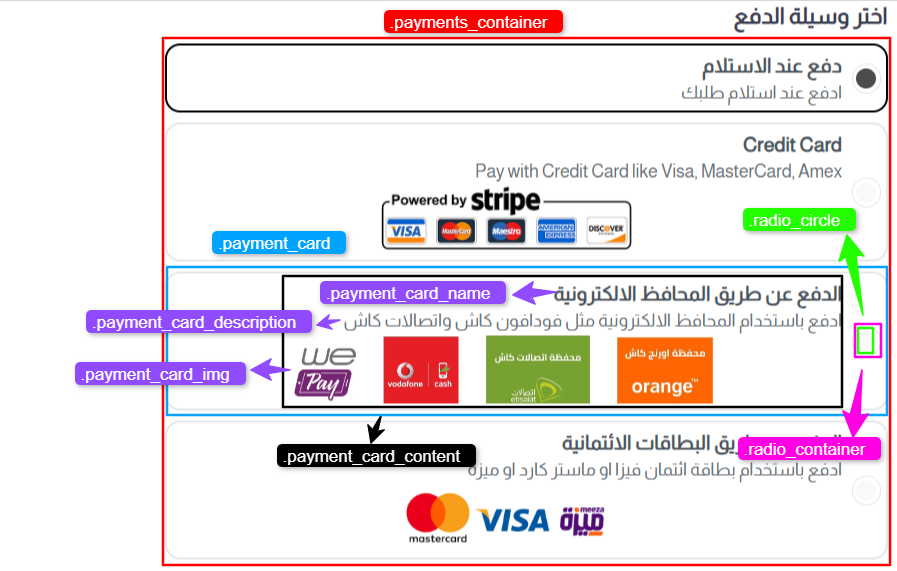 اختر وسيلة الدفع
.payments_container
دفع عند الاستلام
ادفع عند استلام طلبك
Credit Card
Pay with Credit Card like Visa, MasterCard, Amex
Powered by stripe
VISA MasterCard Maestro AMERICAN EXPRESS DISCOVER
.radio_circle
.payment_card
.payment_card_name
الدفع عن طريق المحافظ الالكترونية
.payment_card_description
ادفع باستخدام المحافظ الالكترونية مثل فودافون كاش واتصالات كاش
.payment_card_img
we Pay
vodafone cash
محفظة اتصالات كاش
اتصالات
etisalat
محفظة اورنج كاش
orange™
.radio_container
.payment_card_content
طريق البطاقات الائتمانية
ادفع باستخدام بطاقة ائتمان فيزا او ماستر كارد او ميزة
mastercard
VISA
meeza
ميزة